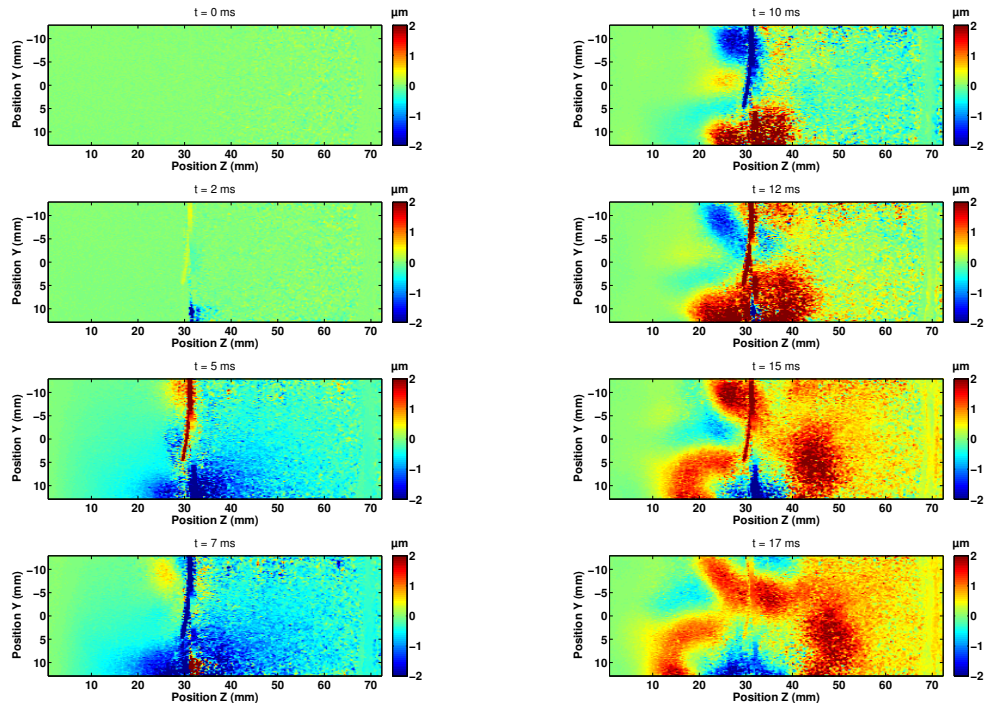 t = 0 ms
µm
Position Y (mm)
−10
−5
0
5
10
2
1
0
−1
−2
10 20 30 40 50 60 70
Position Z (mm)
t = 2 ms
µm
Position Y (mm)
−10
−5
0
5
10
2
1
0
−1
−2
10 20 30 40 50 60 70
Position Z (mm)
t = 5 ms
µm
Position Y (mm)
−10
−5
0
5
10
2
1
0
−1
−2
10 20 30 40 50 60 70
Position Z (mm)
t = 7 ms
µm
Position Y (mm)
−10
−5
0
5
10
2
1
0
−1
−2
10 20 30 40 50 60 70
Position Z (mm)
t = 10 ms
µm
Position Y (mm)
−10
−5
0
5
10
2
1
0
−1
−2
10 20 30 40 50 60 70
Position Z (mm)
t = 12 ms
µm
Position Y (mm)
−10
−5
0
5
10
2
1
0
−1
−2
10 20 30 40 50 60 70
Position Z (mm)
t = 15 ms
µm
Position Y (mm)
−10
−5
0
5
10
2
1
0
−1
−2
10 20 30 40 50 60 70
Position Z (mm)
t = 17 ms
µm
Position Y (mm)
−10
−5
0
5
10
2
1
0
−1
−2
10 20 30 40 50 60 70
Position Z (mm)